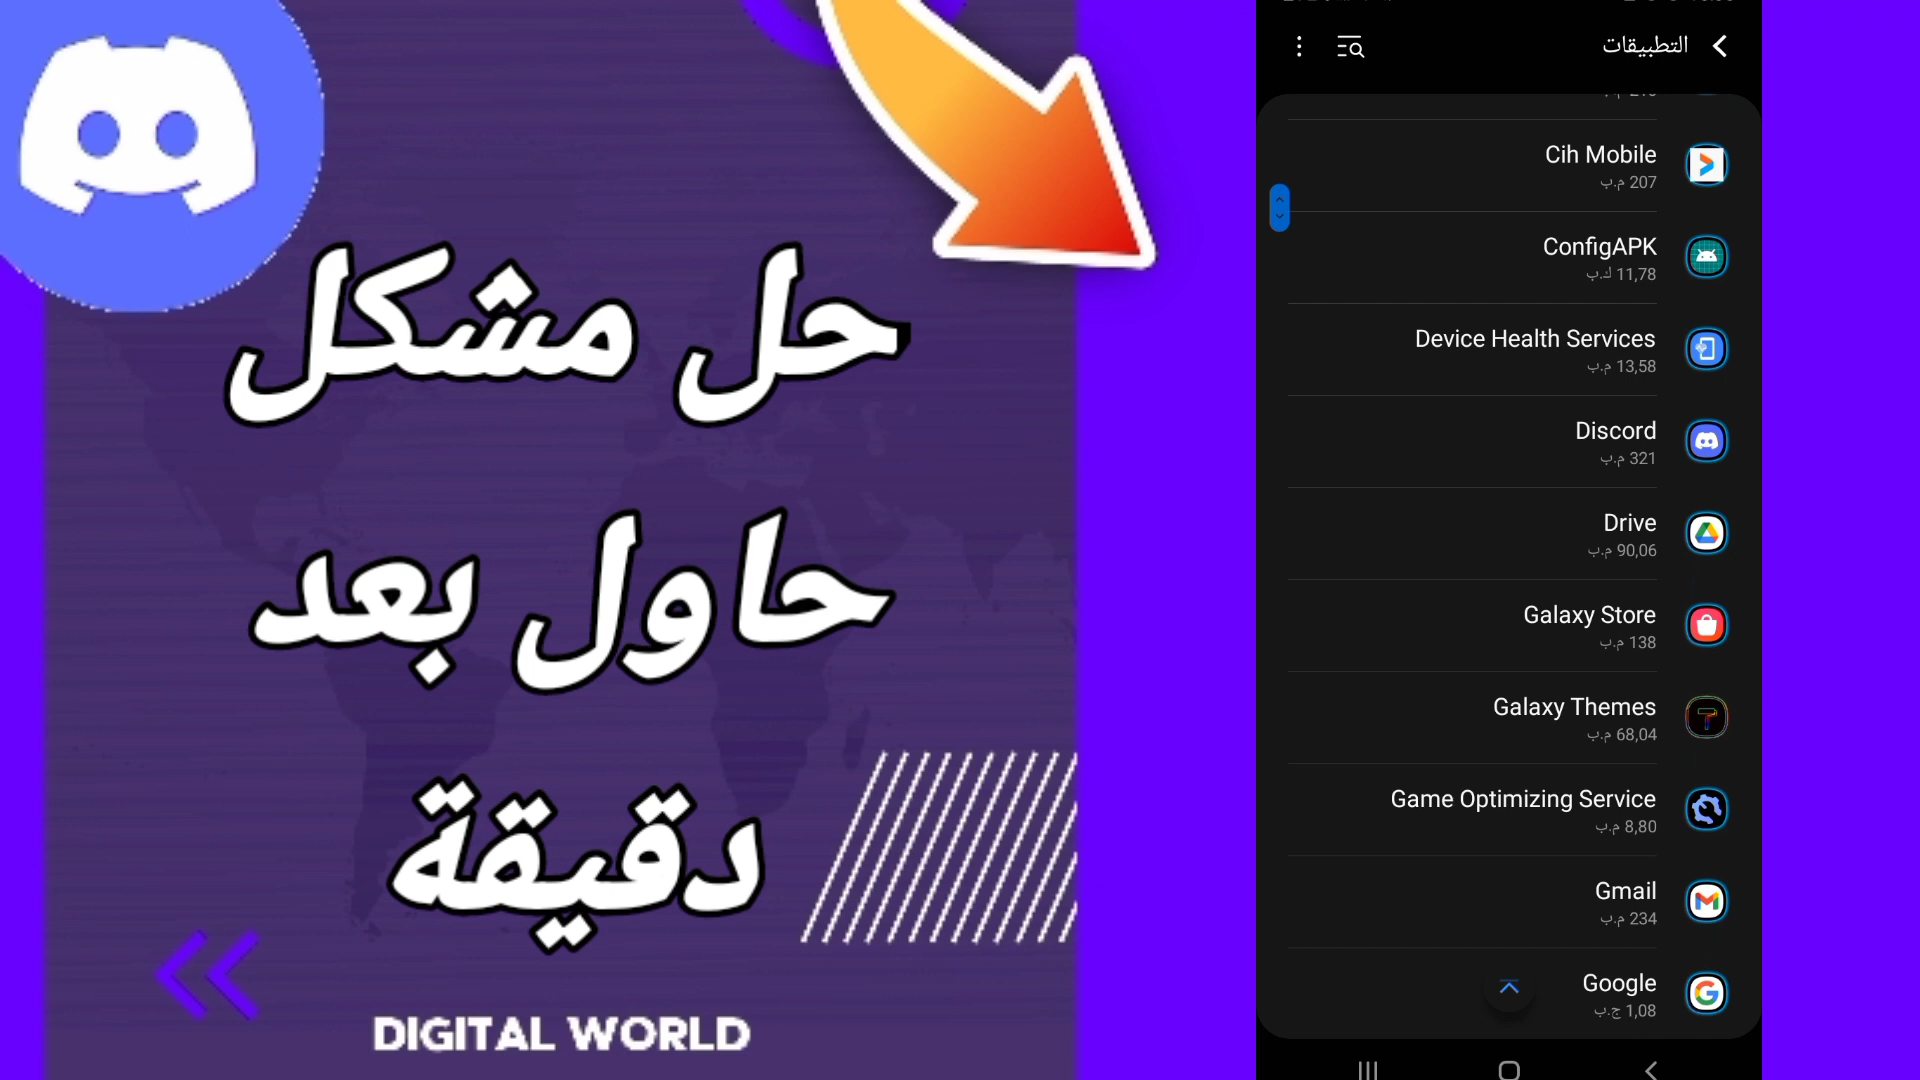 حل مشكل
حاول بعد
دقيقة
DIGITAL WORLD
التطبيقات
Cih Mobile
207 م.ب
ConfigAPK
11,78 ك.ب
Device Health Services
13,58 م.ب
Discord
321 م.ب
Drive
90,06 م.ب
Galaxy Store
138 م.ب
Galaxy Themes
68,04 م.ب
Game Optimizing Service
8,80 م.ب
Gmail
234 م.ب
Google
1,08 ج.ب